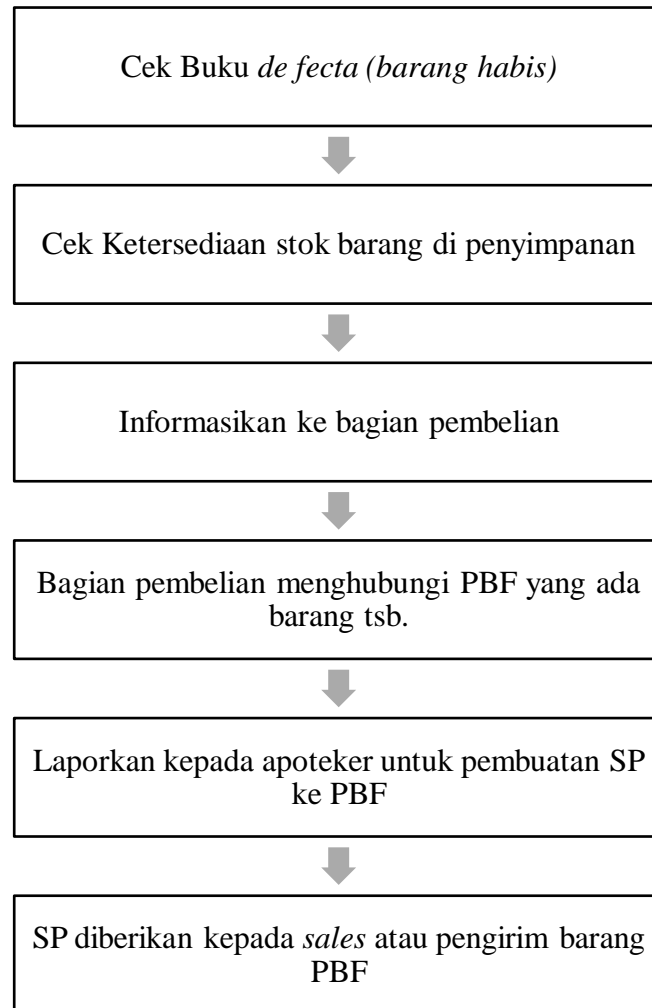 Cek Buku de fecta (barang habis)
Cek Ketersediaan stok barang di penyimpanan
Informasikan ke bagian pembelian
Bagian pembelian menghubungi PBF yang ada
barang tsb.
Laporkan kepada apoteker untuk pembuatan SP
ke PBF
SP diberikan kepada sales atau pengirim barang
PBF